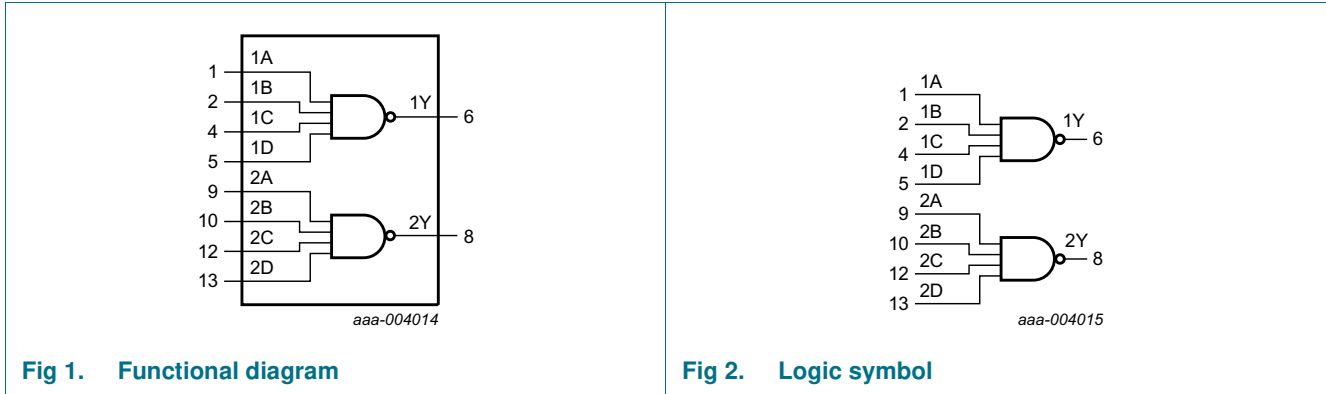 1A
1
1B
2
1Y
6
1C
4
1D
5
2A
9
2B
10
2Y
8
2C
12
2D
13
aaa-004014
Fig 1. Functional diagram
1A
1
1B
2
1Y
6
1C
4
1D
5
2A
9
2B
10
2Y
8
2C
12
2D
13
aaa-004015
Fig 2. Logic symbol